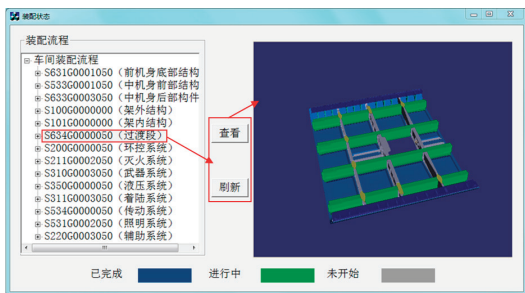 装配状态
装配流程
车间装配流程
S631G0001050（前机身底部结构
S533G0001050（中机身前部结构
S633G0003050（中机身后部构件
S100G0000000（架外结构）
S101G0000000（架内结构）
S634G0000050（过渡段）
S200G0000050（环控系统）
S211G0002050（灭火系统）
S310G0003050（武器系统）
S350G0000050（液压系统）
S311G0003050（着陆系统）
S534G0000050（传动系统）
S531G0002050（照明系统）
S220G0003050（辅助系统）
查看
刷新
已完成 进行中 未开始